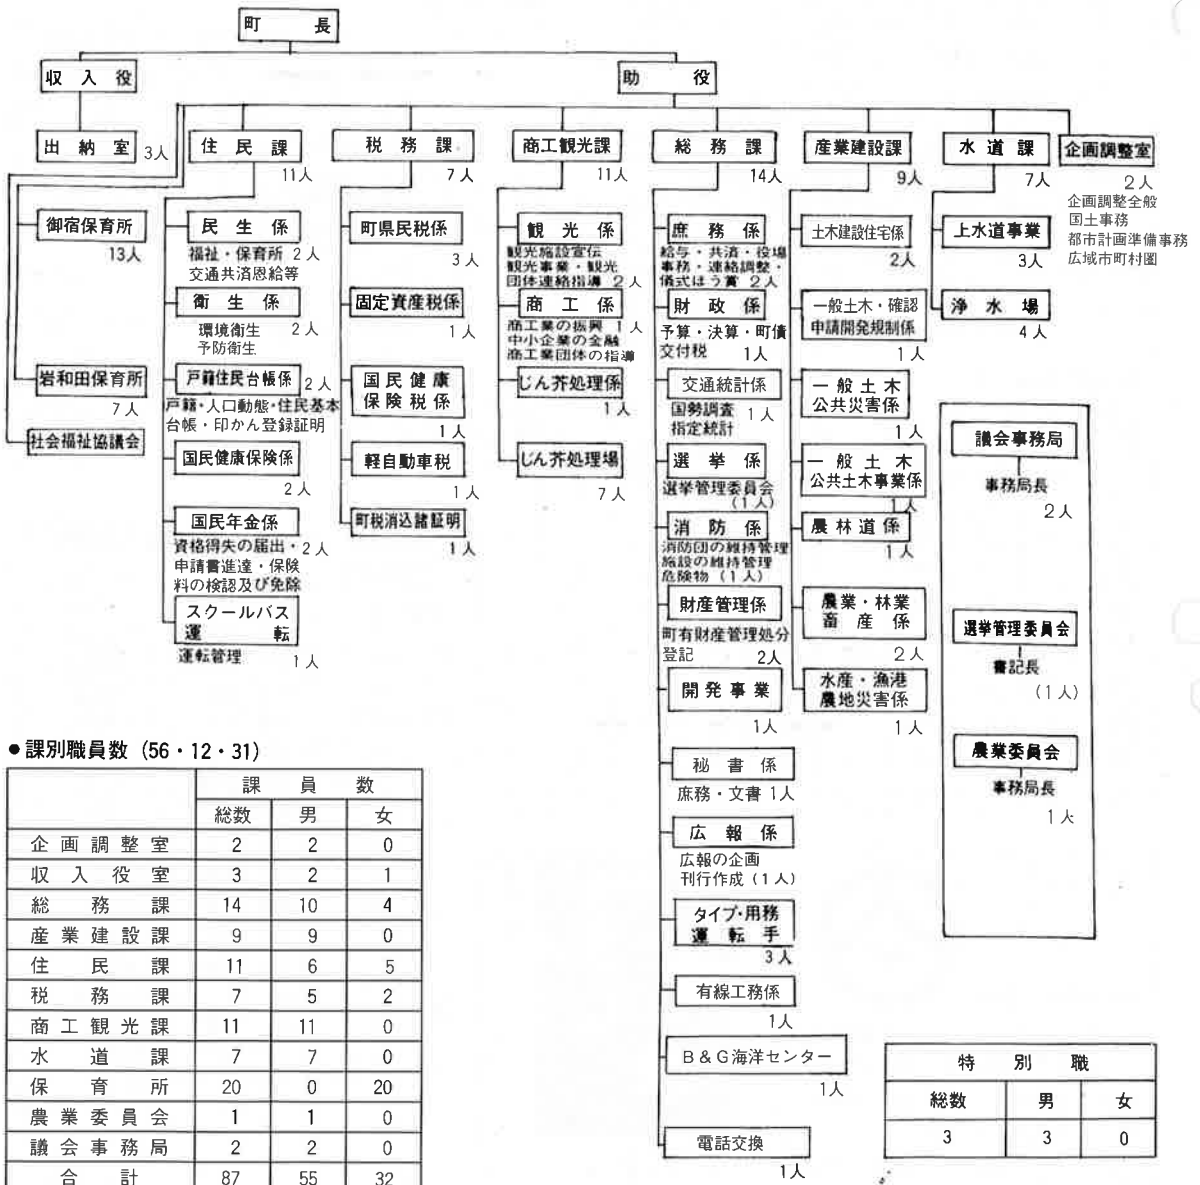 町長
収入役
助役
出納室 3人
住民課
11人
税務課
7人
商工観光課
11人
総務課
14人
産業建設課
9人
水道課
7人
企画調整室
2人
企画調整全般
国土事務
都市計画準備事務
広域市町村圏
御宿保育所
13人
岩和田保育所
7人
社会福祉協議会
民生係
福祉・保育所 2人
交通共済恩給等
衛生係
環境衛生 2人
予防衛生
戸籍住民台帳係 2人
戸籍・人口動態・住民基本
台帳・印かん登録証明
国民健康保険係
2人
国民年金係
資格得失の届出・2人
申請書進達・保険
料の検認及び免除
スクールバス
運転
運転管理 1人
町県民税係
3人
固定資産税係
1人
国民健康
保険税係
1人
軽自動車税
1人
町税消込諸証明
1人
観光係
観光施設宣伝
観光事業・観光
団体連絡指導 2人
商工係
商工業の振興 1人
中小企業の金融
商工業団体の指導
じん芥処理係
1人
じん芥処理場
7人
庶務係
給与・共済・役場
事務・連絡調整・
儀式ほう賞 2人
財政係
予算・決算・町債
交付税 1人
交通統計係
国勢調査 1人
指定統計
選挙係
選挙管理委員会
(1人)
消防係
消防団の維持管理
施設の維持管理
危険物 (1人)
財産管理係
町有財産管理処分
登記 2人
開発事業
1人
秘書係
庶務・文書 1人
広報係
広報の企画
刊行作成 (1人)
タイプ・用務
運転手
3人
有線工務係
1人
B&G海洋センター
1人
電話交換
1人
土木建設住宅係
2人
一般土木・確認
申請開発規制係
1人
一般土木
公共災害係
1人
一般土木
公共土木事業係
1人
農林道係
1人
農業・林業
畜産係
2人
水産・漁港
農地災害係
1人
上水道事業
3人
浄水場
4人
議会事務局
事務局長
2人
選挙管理委員会
書記長
(1人)
農業委員会
事務局長
1人
●課別職員数 (56・12・31)
課員数
総数 男 女
企画調整室 2 2 0
収入役室 3 2 1
総務課 14 10 4
産業建設課 9 9 0
住民課 11 6 5
税務課 7 5 2
商工観光課 11 11 0
水道課 7 7 0
保育所 20 0 20
農業委員会 1 1 0
議会事務局 2 2 0
合計 87 55 32
特別職
総数 男 女
3 3 0